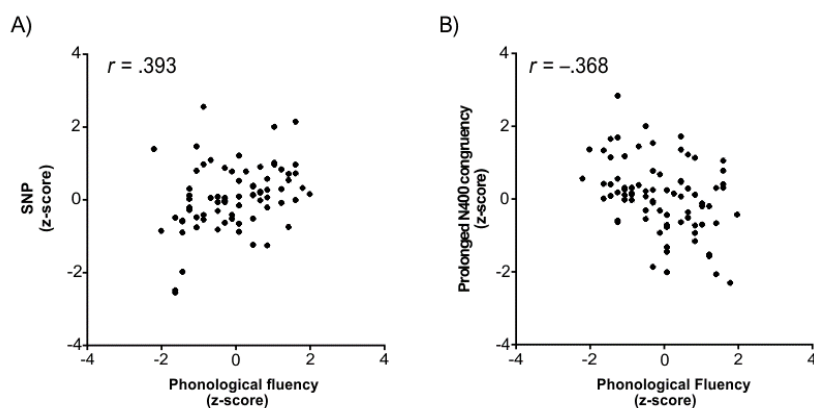 A)
r = .393
4
2
0
-2
-4
SNP
(z-score)
-4
-2
0
2
4
Phonological fluency
(z-score)
B)
r = –.368
4
2
0
-2
-4
Prolonged N400 congruency
(z-score)
-4
-2
0
2
4
Phonological Fluency
(z-score)